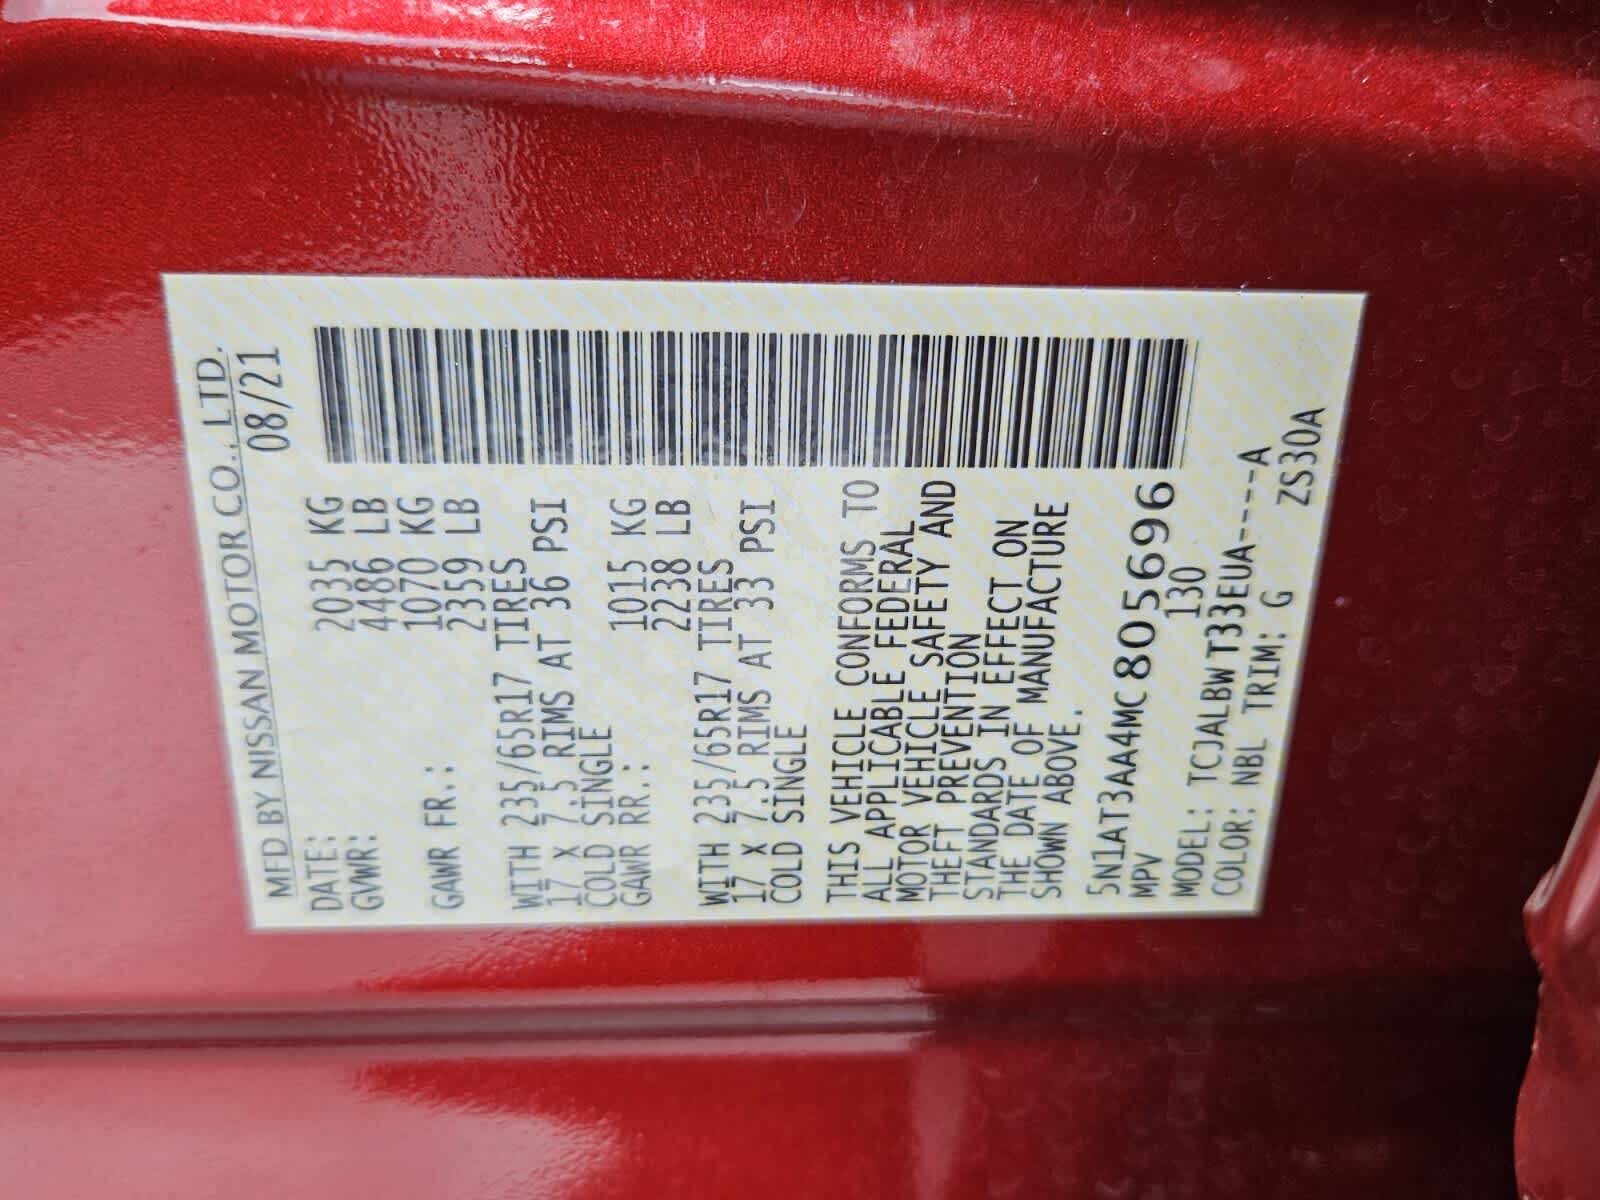 MFD BY NISSAN MOTOR CO., LTD.
DATE: 08/21
GVWR: 2035 KG
4486 LB
GAWR FR.: 1070 KG
2359 LB
WITH 235/65R17 TIRES
17 X 7.5 RIMS AT 36 PSI
COLD SINGLE
GAWR RR.: 1015 KG
2238 LB
WITH 235/65R17 TIRES
17 X 7.5 RIMS AT 33 PSI
COLD SINGLE
THIS VEHICLE CONFORMS TO
ALL APPLICABLE FEDERAL
MOTOR VEHICLE SAFETY AND
THEFT PREVENTION
STANDARDS IN EFFECT ON
THE DATE OF MANUFACTURE
SHOWN ABOVE.
5N1AT3AA4MC805696
MPV 130
MODEL: TCJALBWT33EUA----A
COLOR: NBL TRIM: G ZS30A